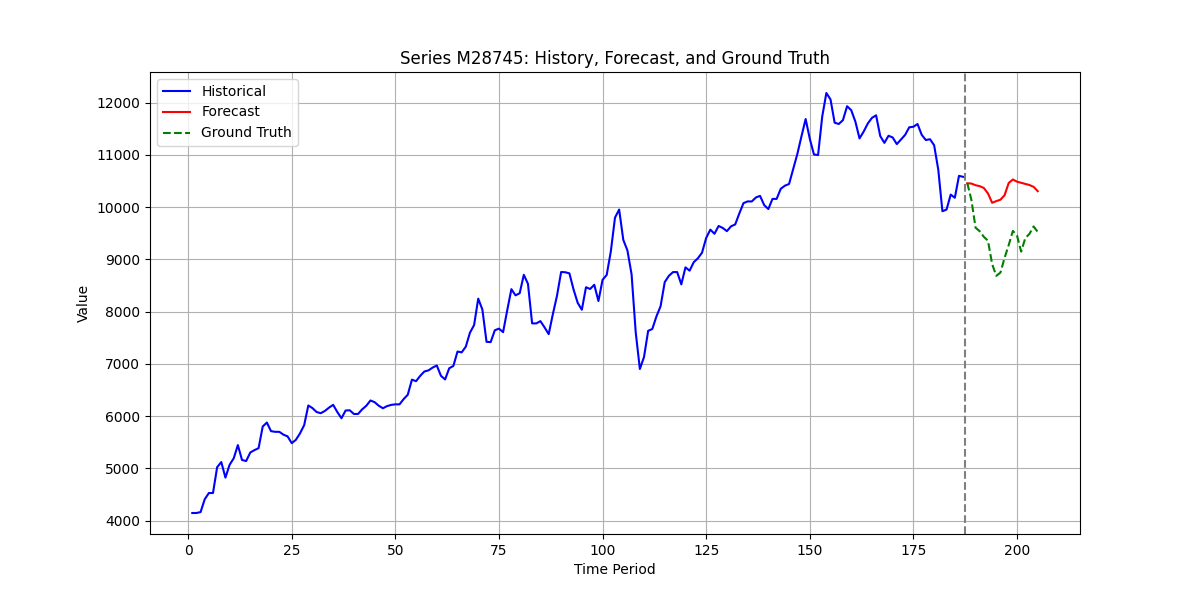 Series M28745: History, Forecast, and Ground Truth
Historical
Forecast
Ground Truth
12000
11000
10000
9000
8000
7000
6000
5000
4000
Value
0 25 50 75 100 125 150 175 200
Time Period